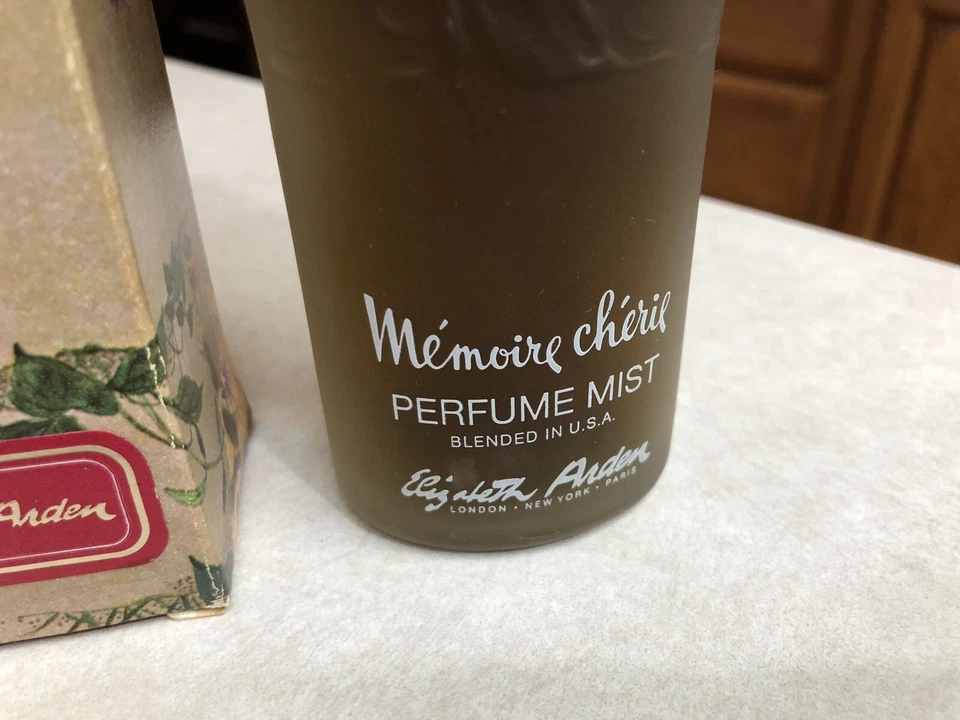 Arden
Mémoire chérie
PERFUME MIST
BLENDED IN U.S.A.
Elizabeth Arden
LONDON • NEW YORK • PARIS